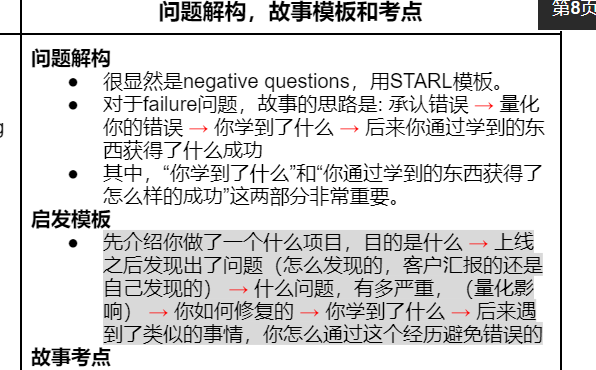 第8页
问题解构，故事模板和考点
g
问题解构
● 很显然是negative questions，用STARL模板。
● 对于failure问题，故事的思路是: 承认错误 → 量化
你的错误 → 你学到了什么 → 后来你通过学到的东
西获得了什么成功
● 其中，“你学到了什么”和“你通过学到的东西获得了
怎么样的成功”这两部分非常重要。
启发模板
● 先介绍你做了一个什么项目，目的是什么 → 上线
之后发现出了问题（怎么发现的，客户汇报的还是
自己发现的） → 什么问题，有多严重，（量化影
响） → 你如何修复的 → 你学到了什么 → 后来遇
到了类似的事情，你怎么通过这个经历避免错误的
故事考点